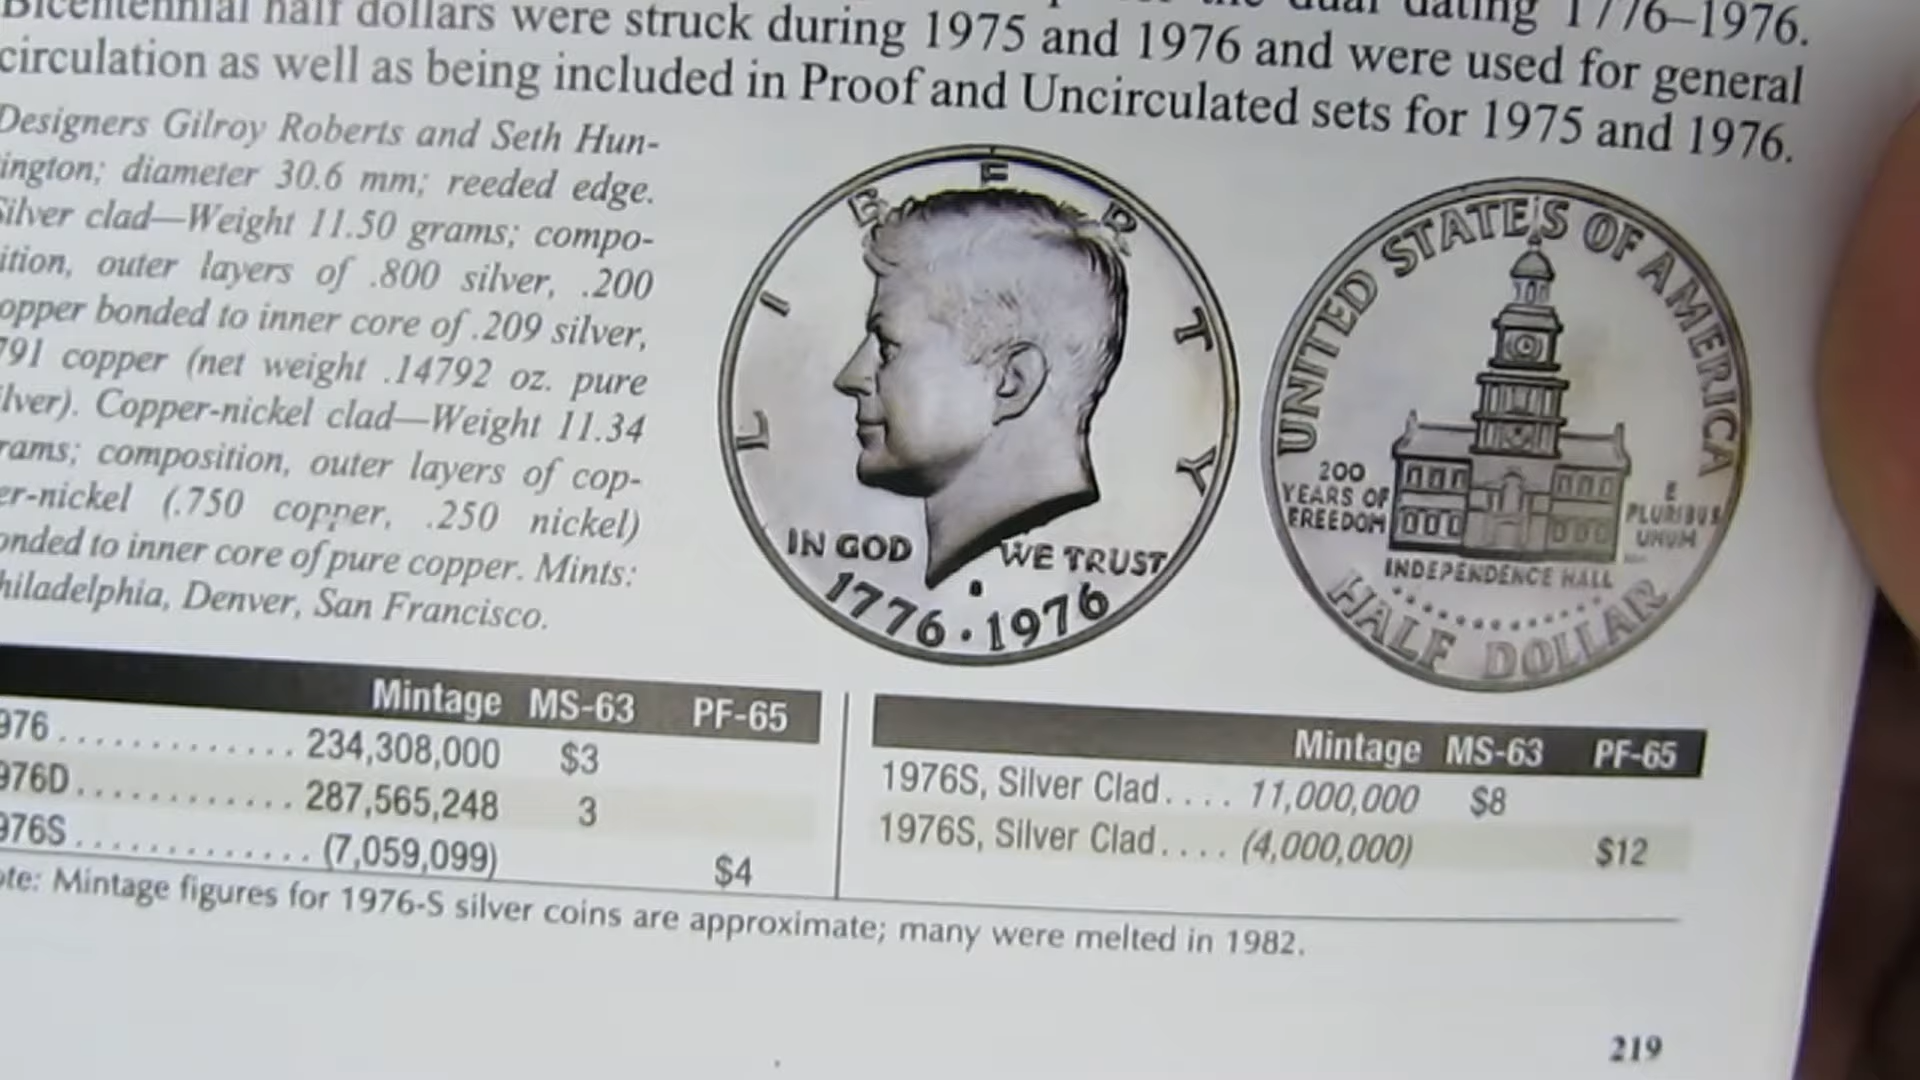 Bicentennial half dollars were struck during 1975 and 1976 and were used for general
dual dating 1776–1976.
circulation as well as being included in Proof and Uncirculated sets for 1975 and 1976.
Designers Gilroy Roberts and Seth Hun-
ington; diameter 30.6 mm; reeded edge.
Silver clad—Weight 11.50 grams; compo-
ition, outer layers of .800 silver, .200
opper bonded to inner core of .209 silver,
791 copper (net weight .14792 oz. pure
ilver). Copper-nickel clad—Weight 11.34
rams; composition, outer layers of cop-
er-nickel (.750 copper, .250 nickel)
onded to inner core of pure copper. Mints:
hiladelphia, Denver, San Francisco.
LIBERTY
IN GOD WE TRUST
1776·1976
UNITED STATES OF AMERICA
200
YEARS OF
FREEDOM
E
PLURIBUS
UNUM
INDEPENDENCE HALL
HALF DOLLAR
Mintage MS-63 PF-65
976 . . . . . . . . . . . . . 234,308,000 $3
976D . . . . . . . . . . . . 287,565,248 3
976S . . . . . . . . . . . . . (7,059,099) $4
Mintage MS-63 PF-65
1976S, Silver Clad . . . . 11,000,000 $8
1976S, Silver Clad . . . . (4,000,000) $12
ote: Mintage figures for 1976-S silver coins are approximate; many were melted in 1982.
219